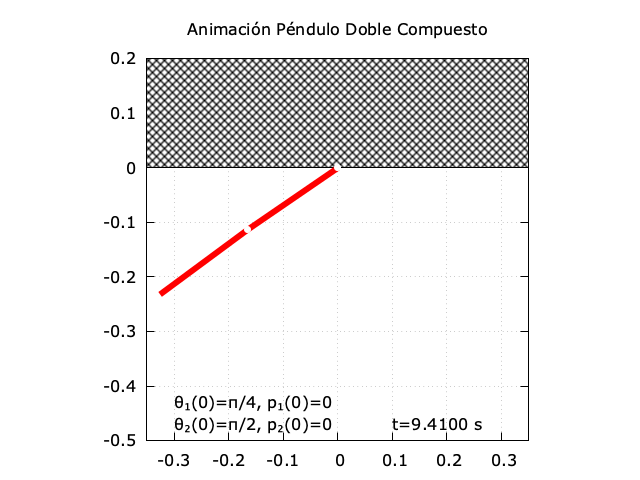 Animación Péndulo Doble Compuesto
0.2
0.1
0
-0.1
-0.2
-0.3
-0.4
-0.5
θ₁(0)=π/4, p₁(0)=0
θ₂(0)=π/2, p₂(0)=0 t=9.4100 s
-0.3 -0.2 -0.1 0 0.1 0.2 0.3